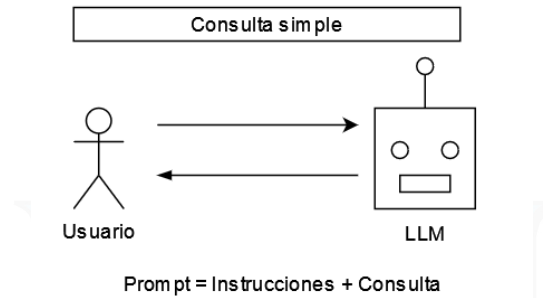 Consulta simple
Usuario
LLM
Prompt = Instrucciones + Consulta